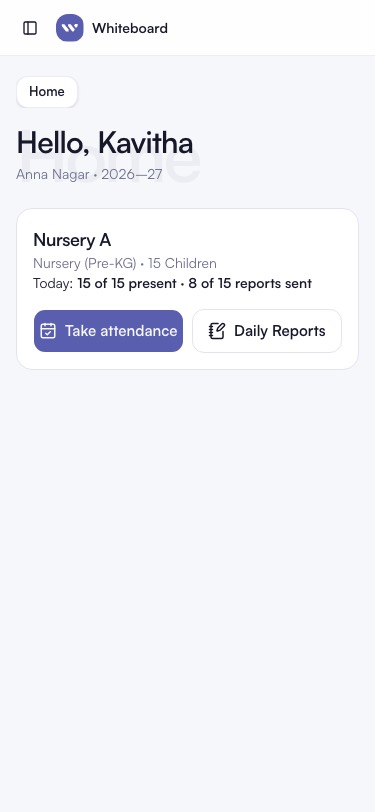 Whiteboard
Home
Home
Hello, Kavitha
Anna Nagar · 2026—27
Nursery A
Nursery (Pre-KG) · 15 Children
Today: 15 of 15 present · 8 of 15 reports sent
Take attendance
Daily Reports